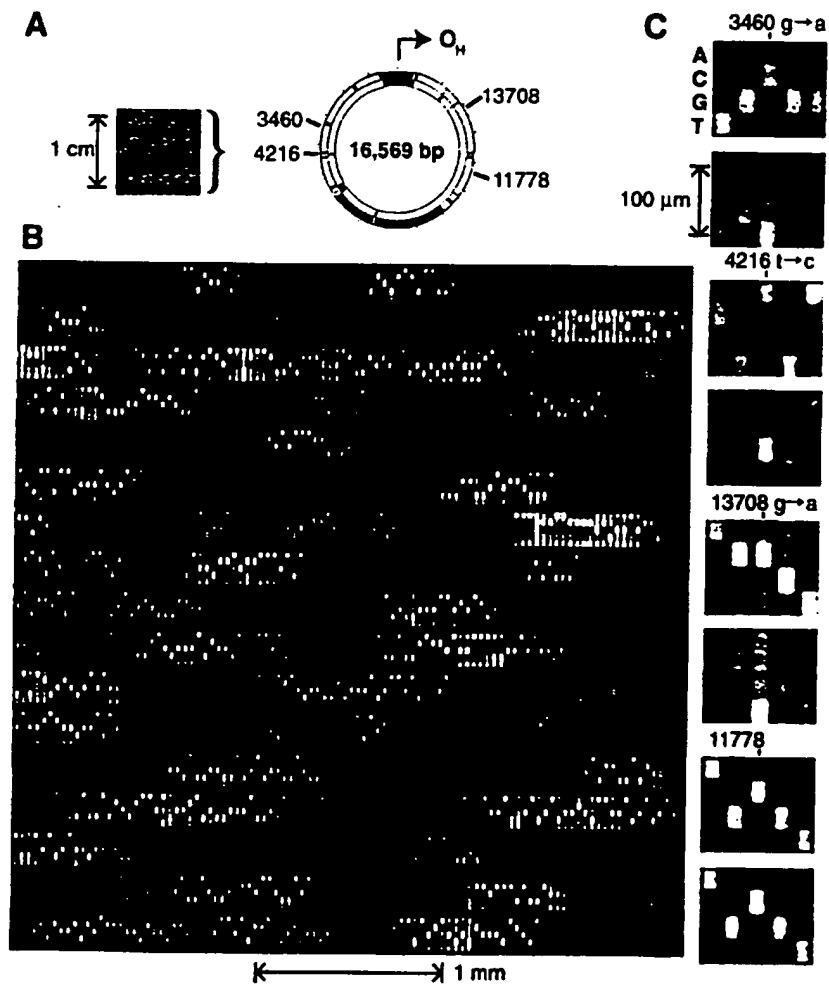 A
O_H
13708
3460
4216
16,569 bp
11778
1 cm
B
1 mm
C
3460 g→a
A
C
G
T
100 µm
4216 t→c
13708 g→a
11778